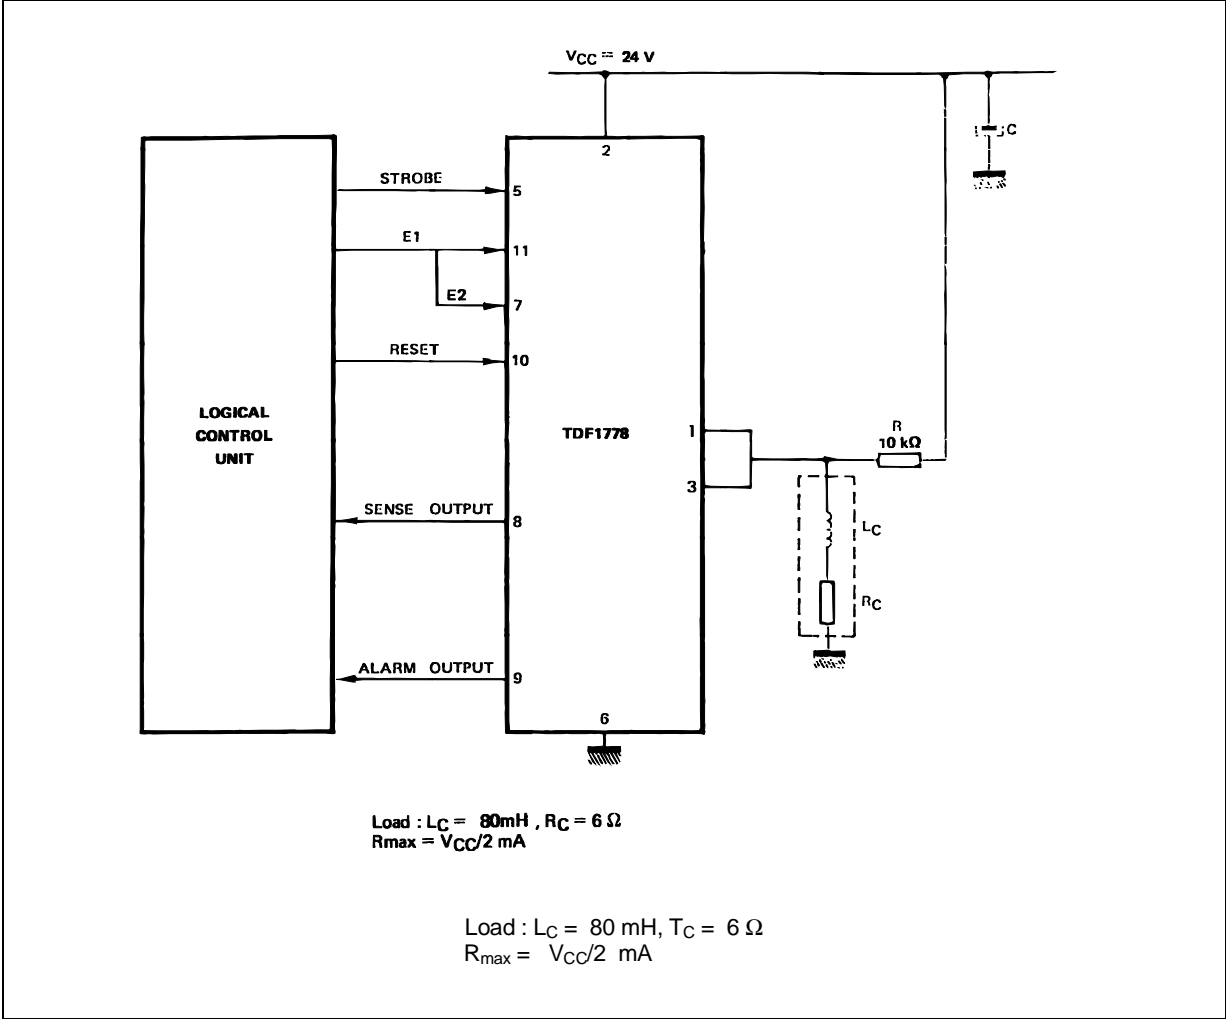 VCC = 24 V
2
C
STROBE
5
E1
11
E2
7
RESET
10
LOGICAL
CONTROL
UNIT
TDF1778
1
3
R
10 kΩ
SENSE OUTPUT
8
LC
RC
ALARM OUTPUT
9
6
Load : LC = 80mH , RC = 6 Ω
Rmax = VCC/2 mA
Load : LC = 80 mH, TC = 6 Ω
Rmax = VCC/2 mA